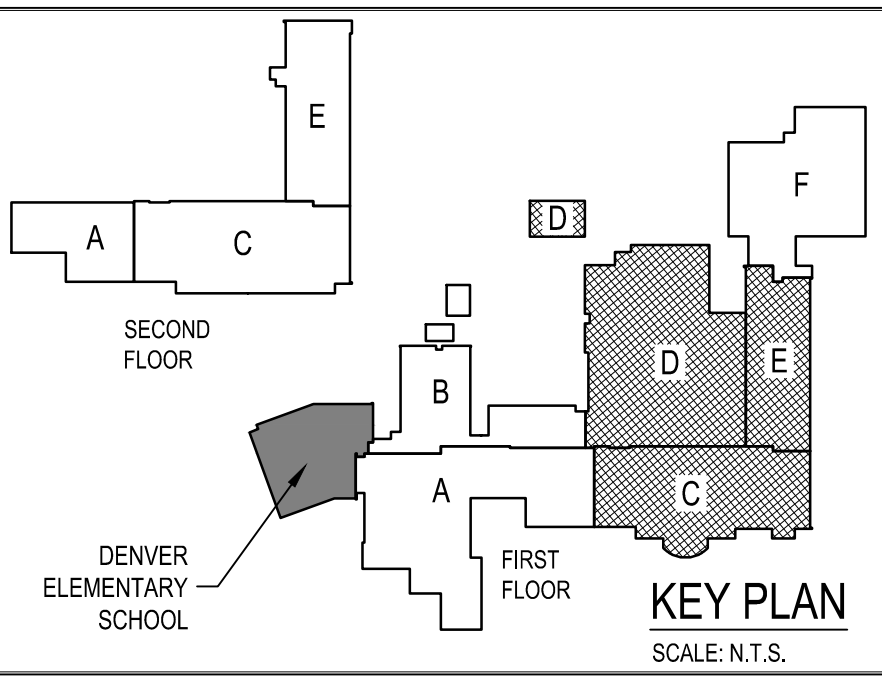 E
A
C
SECOND
FLOOR
F
D
D
E
B
A
C
DENVER
ELEMENTARY
SCHOOL
FIRST
FLOOR
KEY PLAN
SCALE: N.T.S.